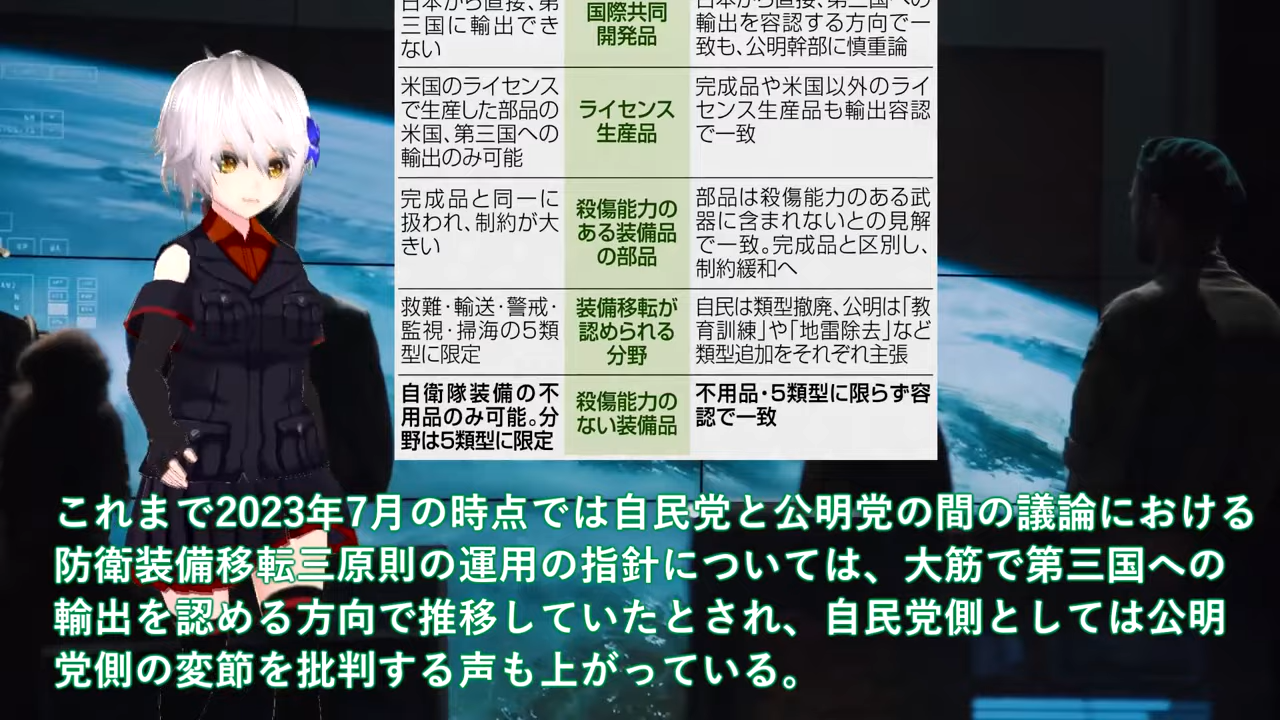 日本から直接、第
三国に輸出でき
ない
国際共同
開発品
日本から直接、第三国への
輸出を容認する方向で一
致も、公明幹部に慎重論
米国のライセンス
で生産した部品の
米国、第三国への
輸出のみ可能
ライセンス
生産品
完成品や米国以外のライ
センス生産品も輸出容認
で一致
完成品と同一に
扱われ、制約が大
きい
殺傷能力の
ある装備品
の部品
部品は殺傷能力のある武
器に含まれないとの見解
で一致。完成品と区別し、
制約緩和へ
救難・輸送・警戒・
監視・掃海の5類
型に限定
装備移転が
認められる
分野
自民は類型撤廃、公明は「教
育訓練」や「地雷除去」など
類型追加をそれぞれ主張
自衛隊装備の不
用品のみ可能。分
野は5類型に限定
殺傷能力の
ない装備品
不用品・5類型に限らず容
認で一致
これまで2023年7月の時点では自民党と公明党の間の議論における
防衛装備移転三原則の運用の指針については、大筋で第三国への
輸出を認める方向で推移していたとされ、自民党側としては公明
党側の変節を批判する声も上がっている。